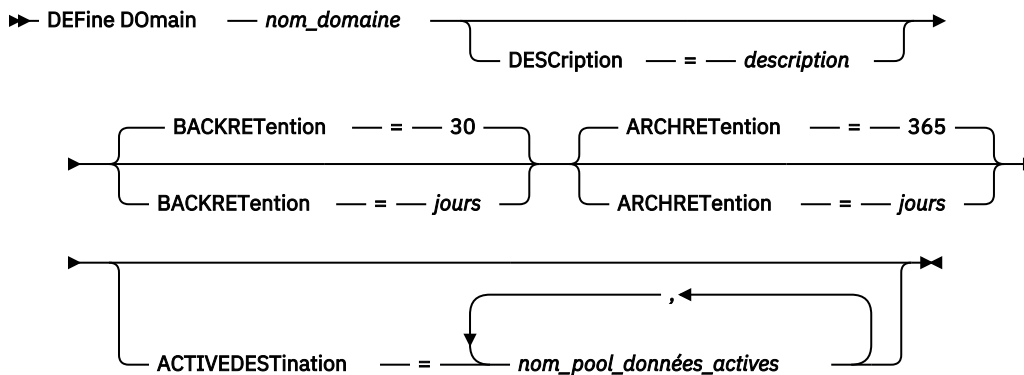 DEFine DOmain nom_domaine
DESCription = description
BACKRETention = 30 ARCHRETention = 365
BACKRETention = jours ARCHRETention = jours
,
ACTIVEDESTination = nom_pool_données_actives